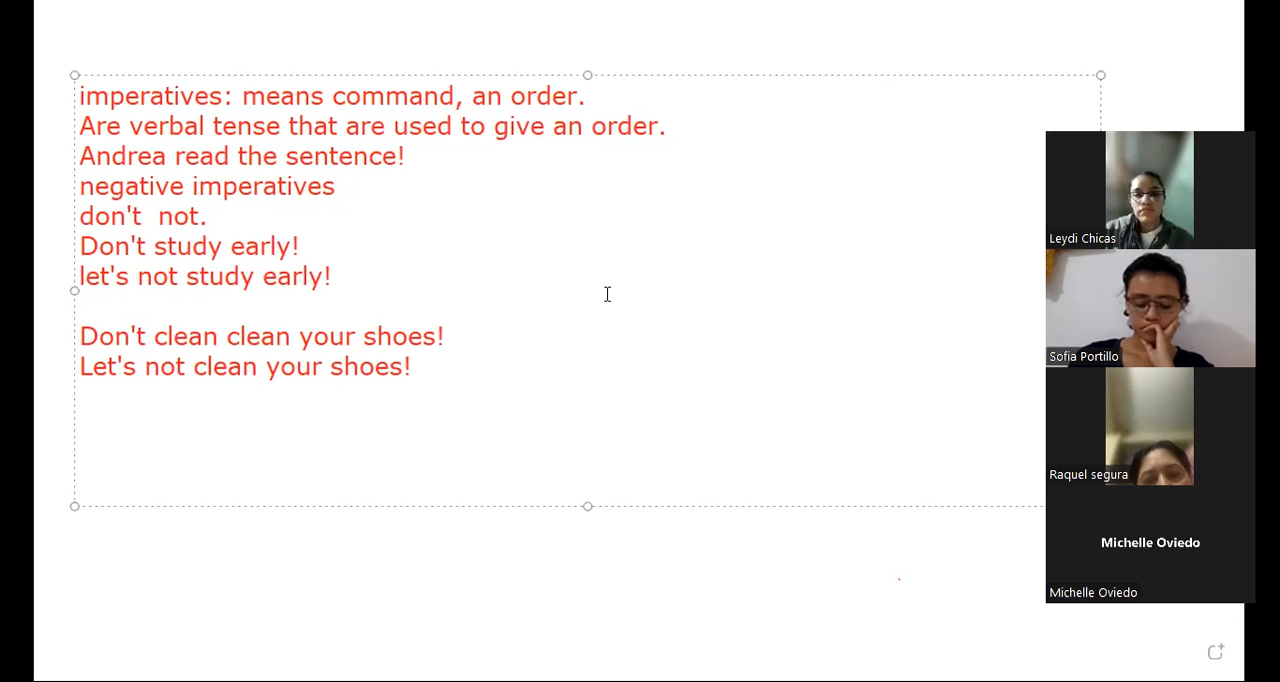 imperatives: means command, an order.
Are verbal tense that are used to give an order.
Andrea read the sentence!
negative imperatives
don't  not.
Don't study early!
let's not study early!
Don't clean clean your shoes!
Let's not clean your shoes!
Leydi Chicas
Sofia Portillo
Raquel segura
Michelle Oviedo
Michelle Oviedo